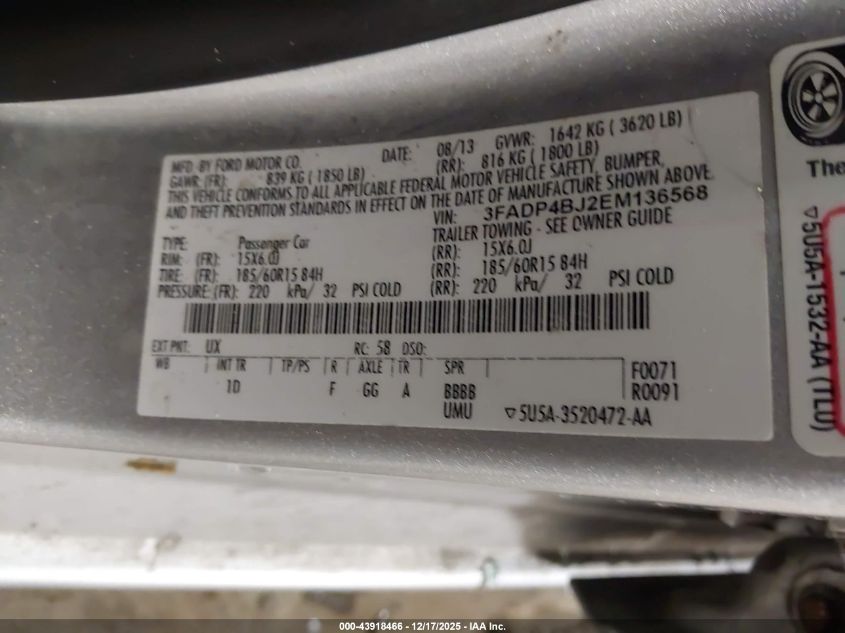 MFD. BY FORD MOTOR CO.
DATE: 08/13 GVWR: 1642 KG ( 3620 LB)
GAWR: (FR): 839 KG ( 1850 LB) (RR): 816 KG ( 1800 LB)
THIS VEHICLE CONFORMS TO ALL APPLICABLE FEDERAL MOTOR VEHICLE SAFETY, BUMPER,
AND THEFT PREVENTION STANDARDS IN EFFECT ON THE DATE OF MANUFACTURE SHOWN ABOVE.
VIN: 3FADP4BJ2EM136568
TYPE: Passenger Car TRAILER TOWING - SEE OWNER GUIDE
RIM: (FR): 15X6.0J (RR): 15X6.0J
TIRE: (FR): 185/60R15 84H (RR): 185/60R15 84H
PRESSURE: (FR): 220 kPa/ 32 PSI COLD (RR): 220 kPa/ 32 PSI COLD
EXT PNT: UX RC: 58 DSO:
WB INT TR TP/PS R AXLE TR SPR F0071
1D F GG A BBBB R0091
UMU ▽5U5A-3520472-AA
The
▽5U5A-1532-AA (TLO)
000-43918466 - 12/17/2025 - IAA Inc.